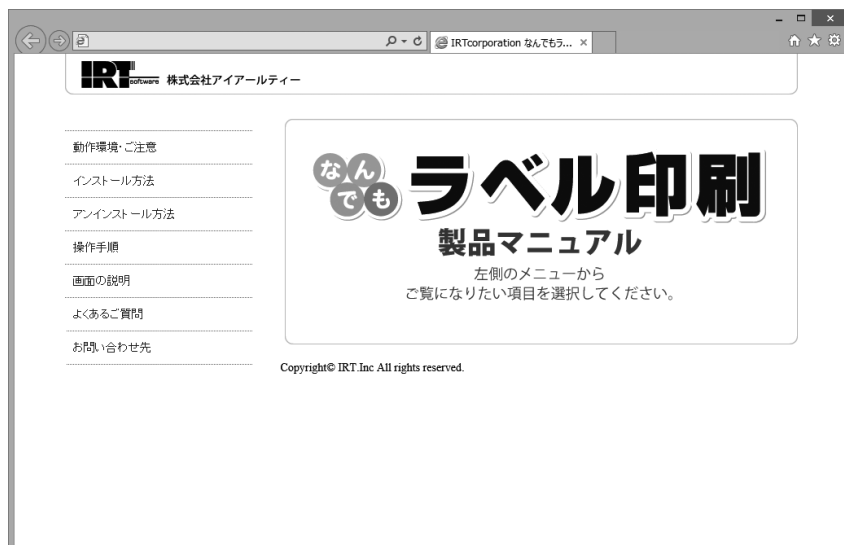 IRTcorporation なんでもラ...
IRT software 株式会社アイアールティー
動作環境・ご注意
インストール方法
アンインストール方法
操作手順
画面の説明
よくあるご質問
お問い合わせ先
なんでも
ラベル印刷
製品マニュアル
左側のメニューから
ご覧になりたい項目を選択してください。
Copyright© IRT.Inc All rights reserved.